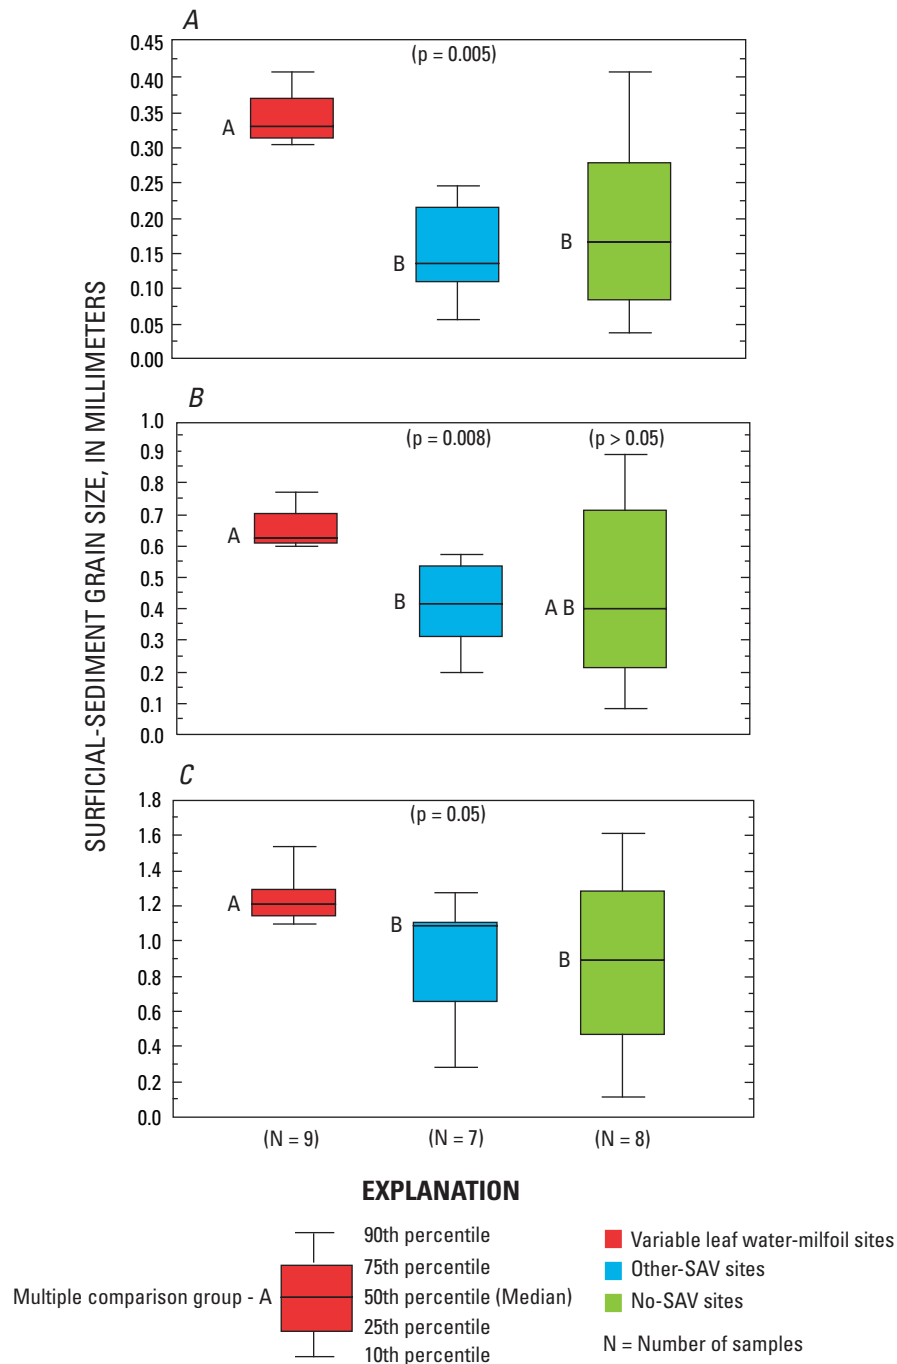 A
(p = 0.005)
0.45
0.40
0.35
0.30
0.25
0.20
0.15
0.10
0.05
0.00
A
B
B
SURFICIAL-SEDIMENT GRAIN SIZE, IN MILLIMETERS
B
(p = 0.008)
(p > 0.05)
1.0
0.9
0.8
0.7
0.6
0.5
0.4
0.3
0.2
0.1
0.0
A
B
A B
C
(p = 0.05)
1.8
1.6
1.4
1.2
1.0
0.8
0.6
0.4
0.2
0.0
A
B
B
(N = 9)
(N = 7)
(N = 8)
EXPLANATION
Multiple comparison group - A
90th percentile
75th percentile
50th percentile (Median)
25th percentile
10th percentile
Variable leaf water-milfoil sites
Other-SAV sites
No-SAV sites
N = Number of samples